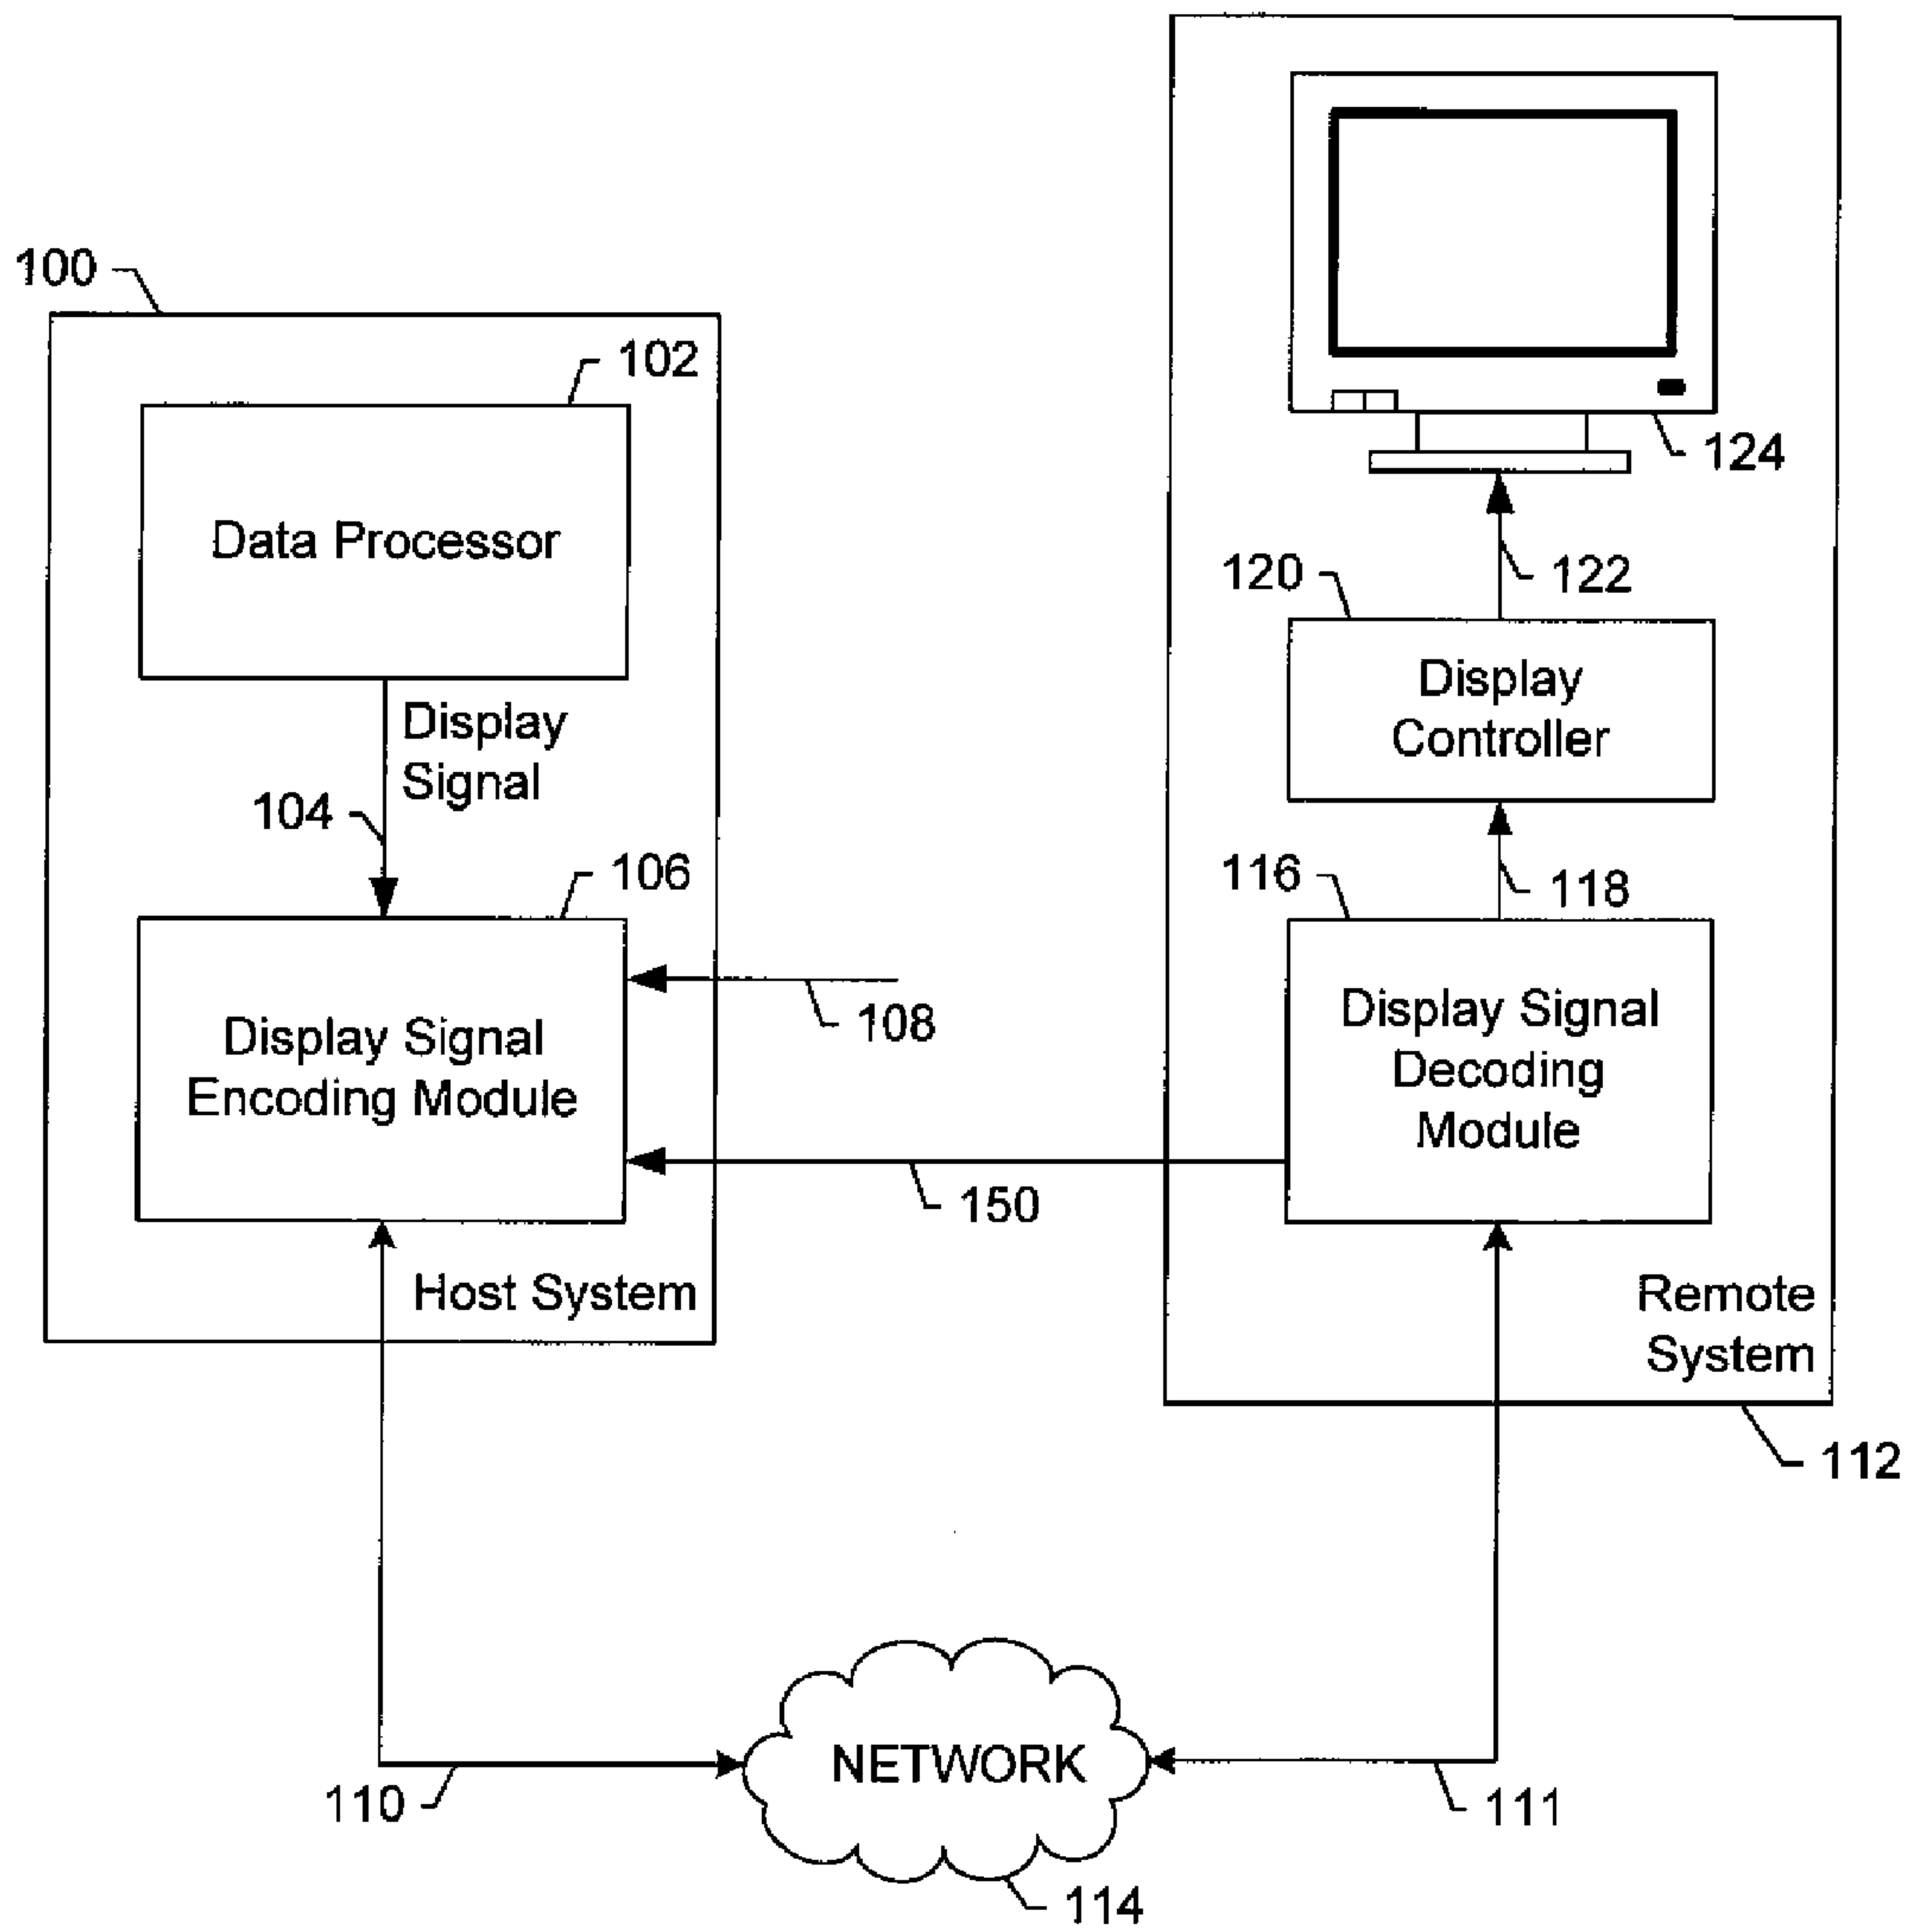 100
102
Data Processor
Display
Signal
104
106
Display Signal
Encoding Module
108
150
Host System
110
NETWORK
114
111
124
122
120
Display
Controller
118
116
Display Signal
Decoding
Module
Remote
System
112